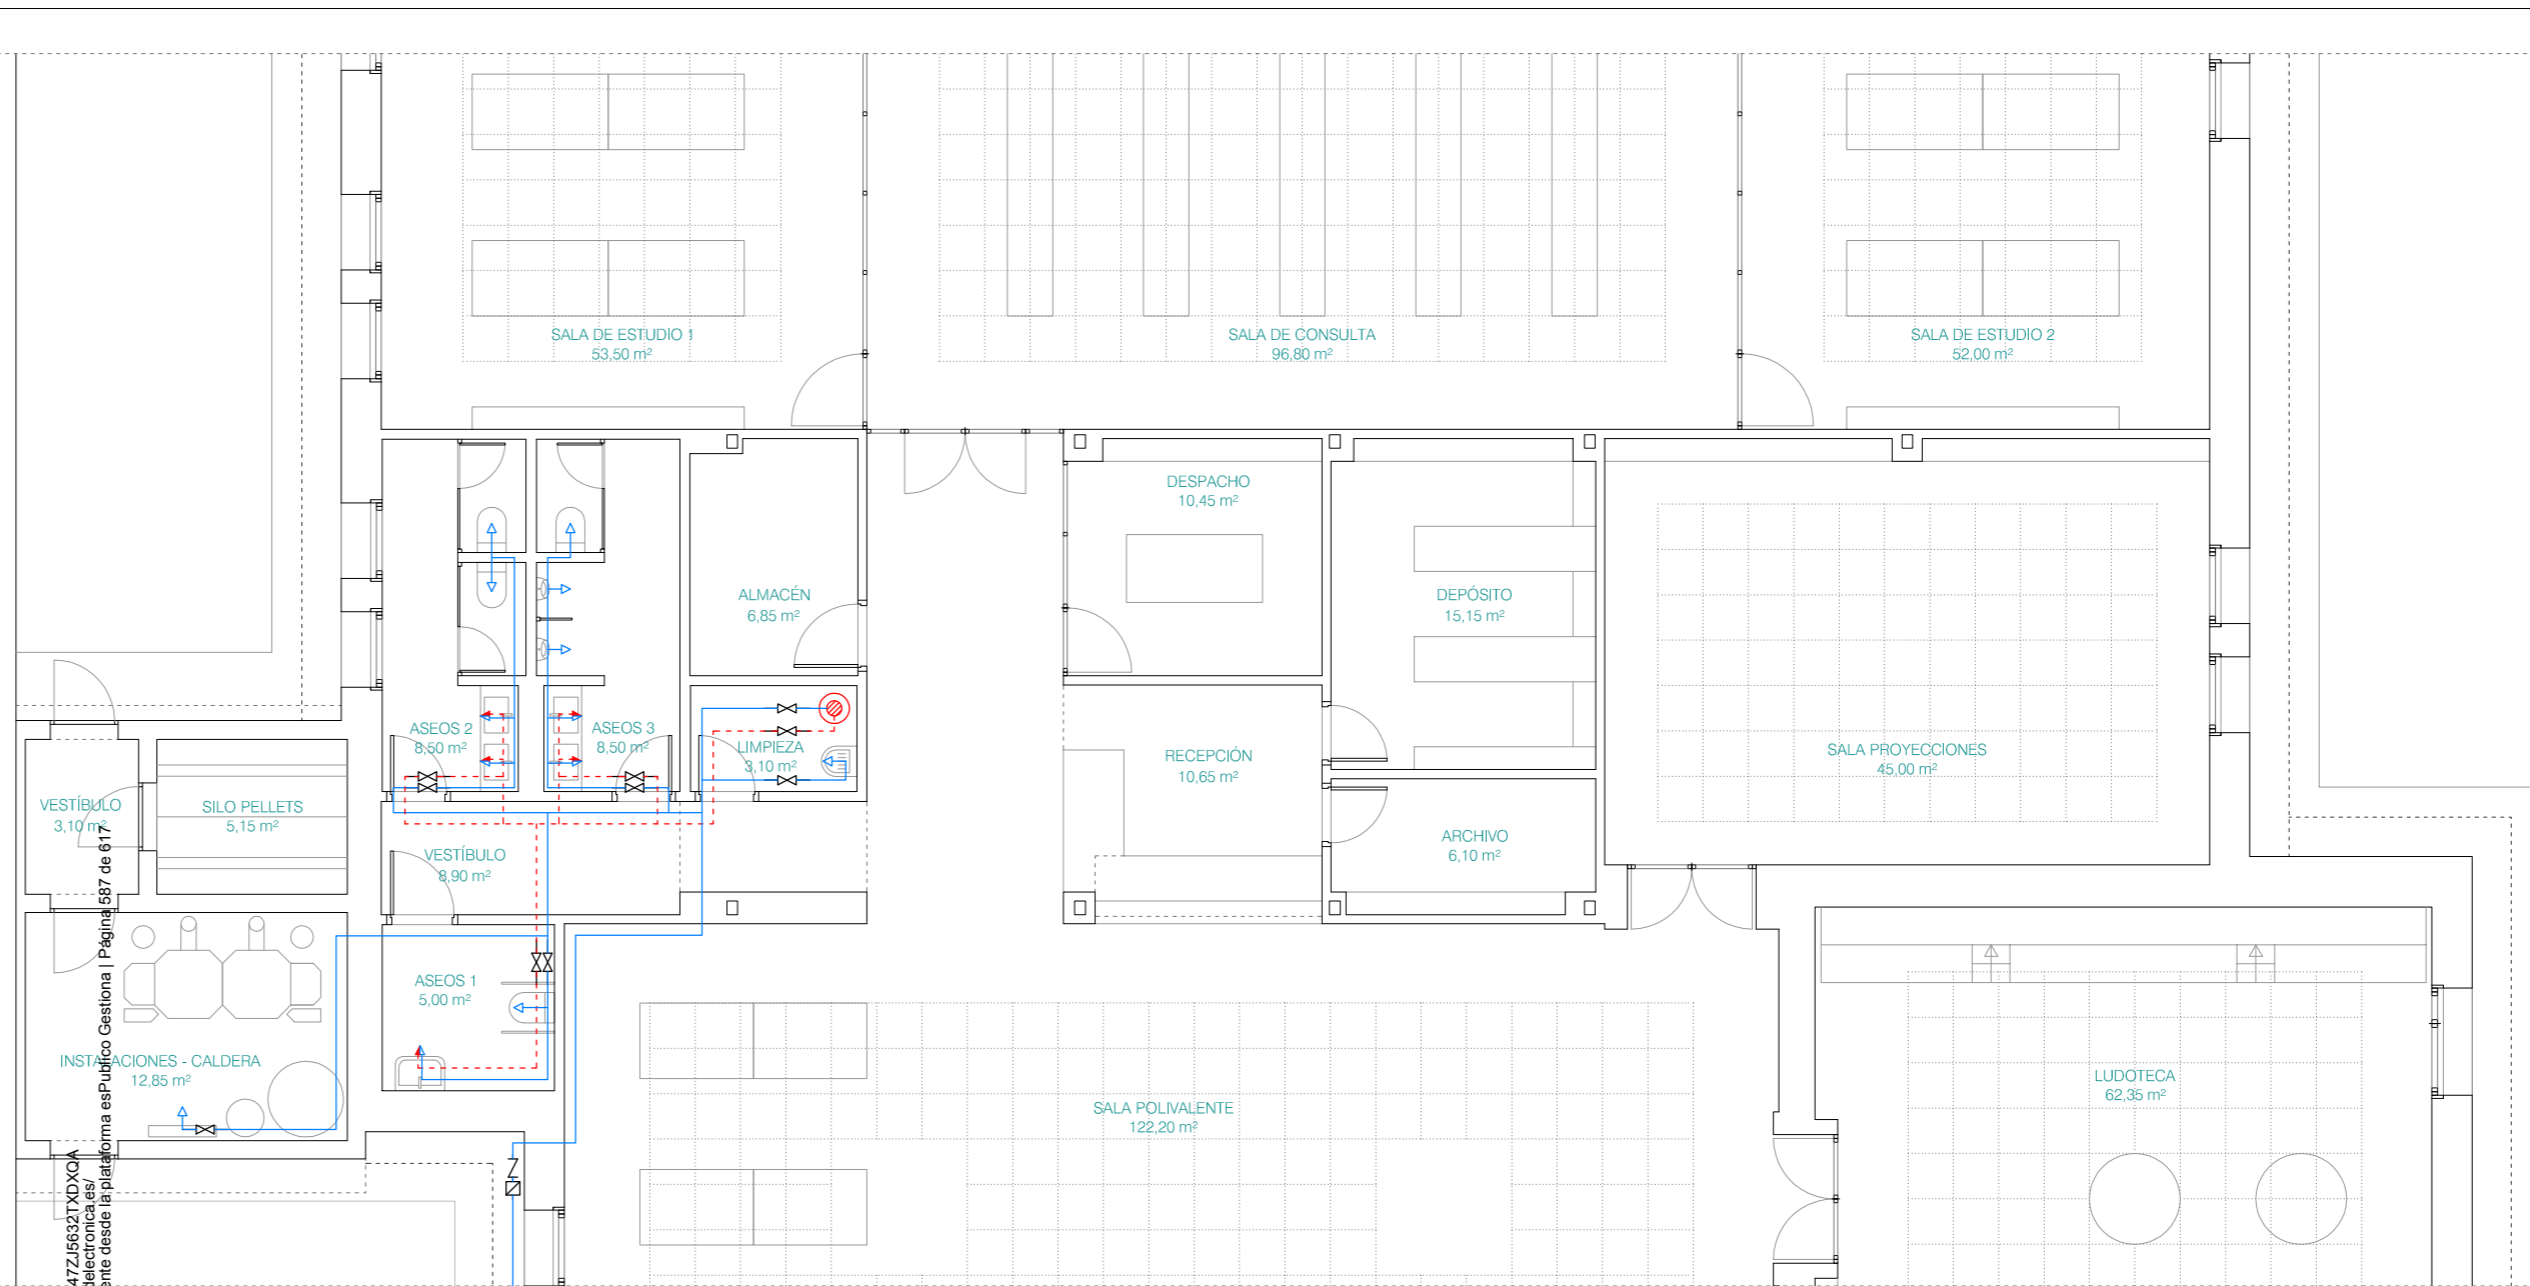 SALA DE ESTUDIO 1
53,50 m²
SALA DE CONSULTA
96,80 m²
SALA DE ESTUDIO 2
52,00 m²
DESPACHO
10,45 m²
ALMACÉN
6,85 m²
DEPÓSITO
15,15 m²
ASEOS 2
8,50 m²
ASEOS 3
8,50 m²
LIMPIEZA
3,10 m²
RECEPCIÓN
10,65 m²
SALA PROYECCIONES
45,00 m²
VESTÍBULO
3,10 m²
SILO PELLETS
5,15 m²
VESTÍBULO
8,90 m²
ARCHIVO
6,10 m²
ASEOS 1
5,00 m²
INSTALACIONES - CALDERA
12,85 m²
SALA POLIVALENTE
122,20 m²
LUDOTECA
62,35 m²
47ZJ5632TXDXQA
delectronica.es/
ente desde la plataforma esPublico Gestiona | Página 587 de 617